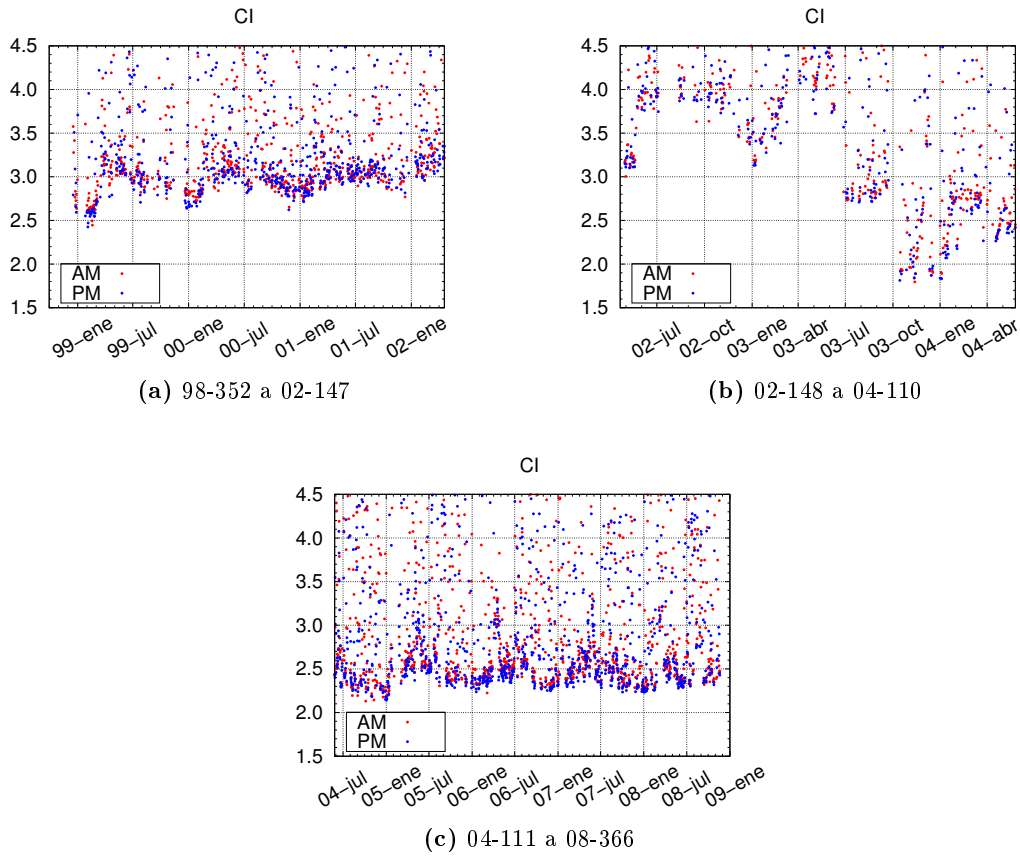 CI
4.5
4.0
3.5
3.0
2.5
2.0
1.5
AM
PM
99-ene
99-jul
00-ene
00-jul
01-ene
01-jul
02-ene
(a) 98-352 a 02-147
CI
4.5
4.0
3.5
3.0
2.5
2.0
1.5
AM
PM
02-jul
02-oct
03-ene
03-abr
03-jul
03-oct
04-ene
04-abr
(b) 02-148 a 04-110
CI
4.5
4.0
3.5
3.0
2.5
2.0
1.5
AM
PM
04-jul
05-ene
05-jul
06-ene
06-jul
07-ene
07-jul
08-ene
08-jul
09-ene
(c) 04-111 a 08-366